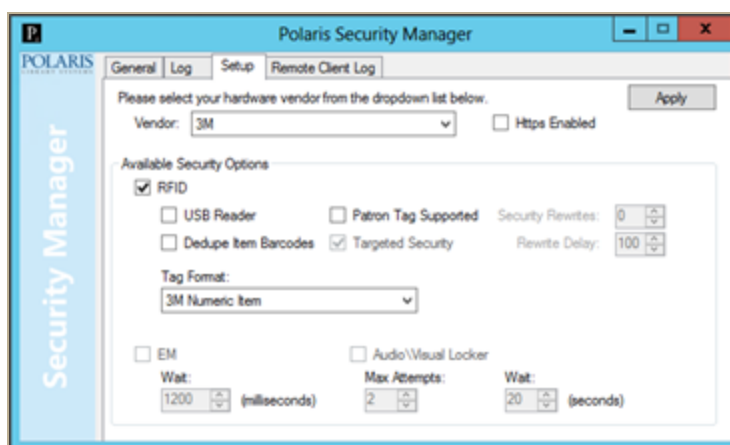 P
Polaris Security Manager
POLARIS
LIBRARY SYSTEMS
General Log Setup Remote Client Log
Please select your hardware vendor from the dropdown list below.
Apply
Vendor: 3M
Https Enabled
Security Manager
Available Security Options
RFID
USB Reader Patron Tag Supported Security Rewrites: 0
Dedupe Item Barcodes Targeted Security Rewrite Delay: 100
Tag Format:
3M Numeric Item
EM Audio\Visual Locker
Wait: Max Attempts: Wait:
1200 (milliseconds) 2 20 (seconds)